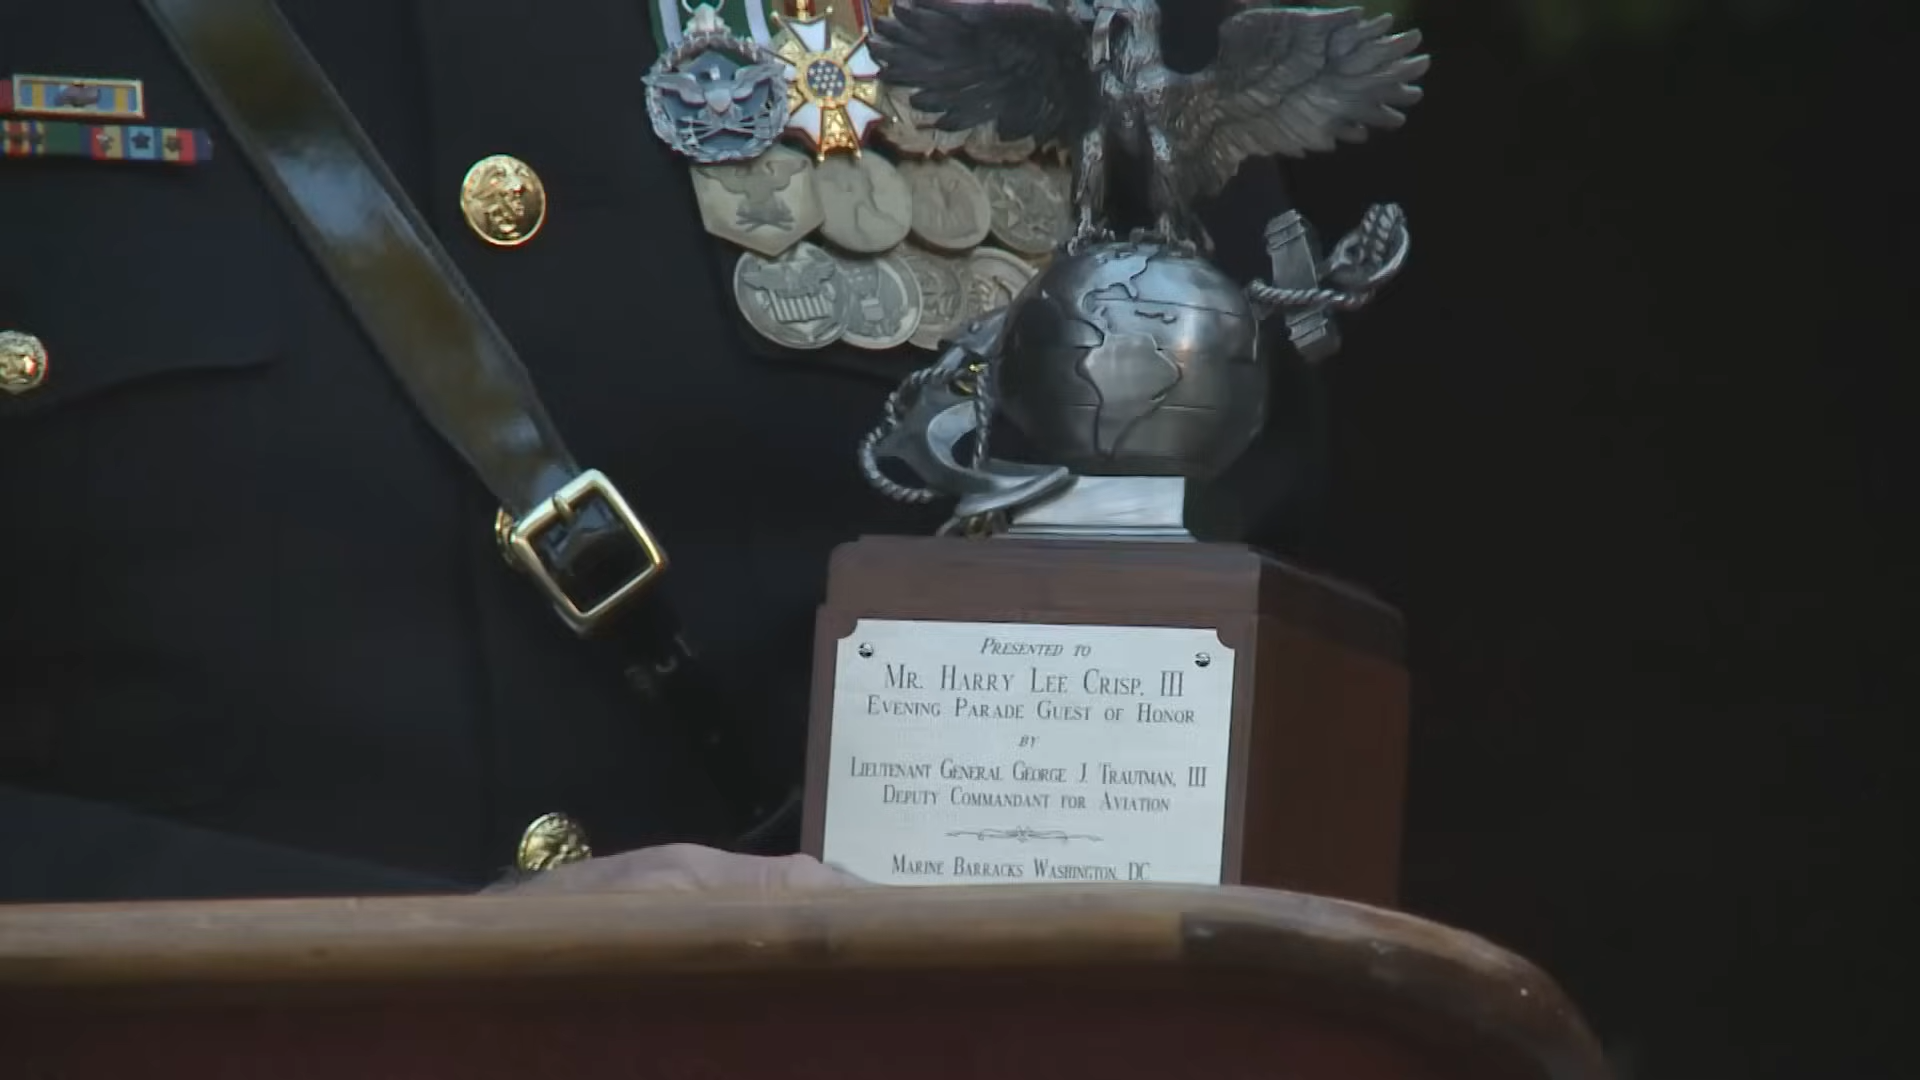 PRESENTED TO
MR. HARRY LEE CRISP, III
EVENING PARADE GUEST OF HONOR
BY
LIEUTENANT GENERAL GEORGE J. TRAUTMAN, III
DEPUTY COMMANDANT FOR AVIATION
MARINE BARRACKS WASHINGTON, DC